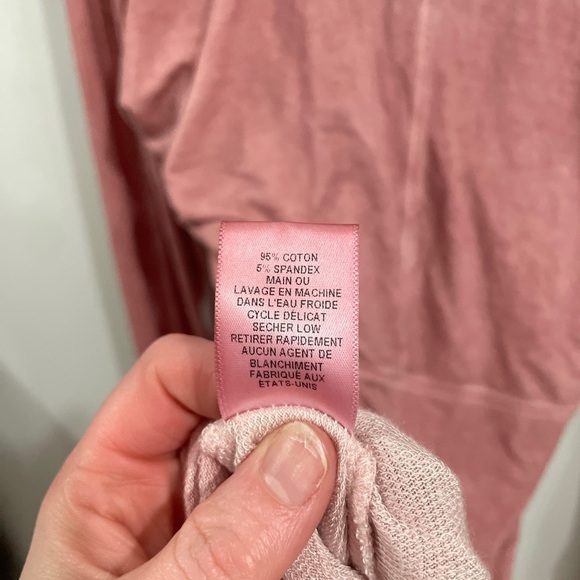 95% COTON
5% SPANDEX
MAIN OU
LAVAGE EN MACHINE
DANS L'EAU FROIDE
CYCLE DÉLICAT
SECHER LOW
RETIRER RAPIDEMENT
AUCUN AGENT DE
BLANCHIMENT
FABRIQUÉ AUX
ÉTATS-UNIS